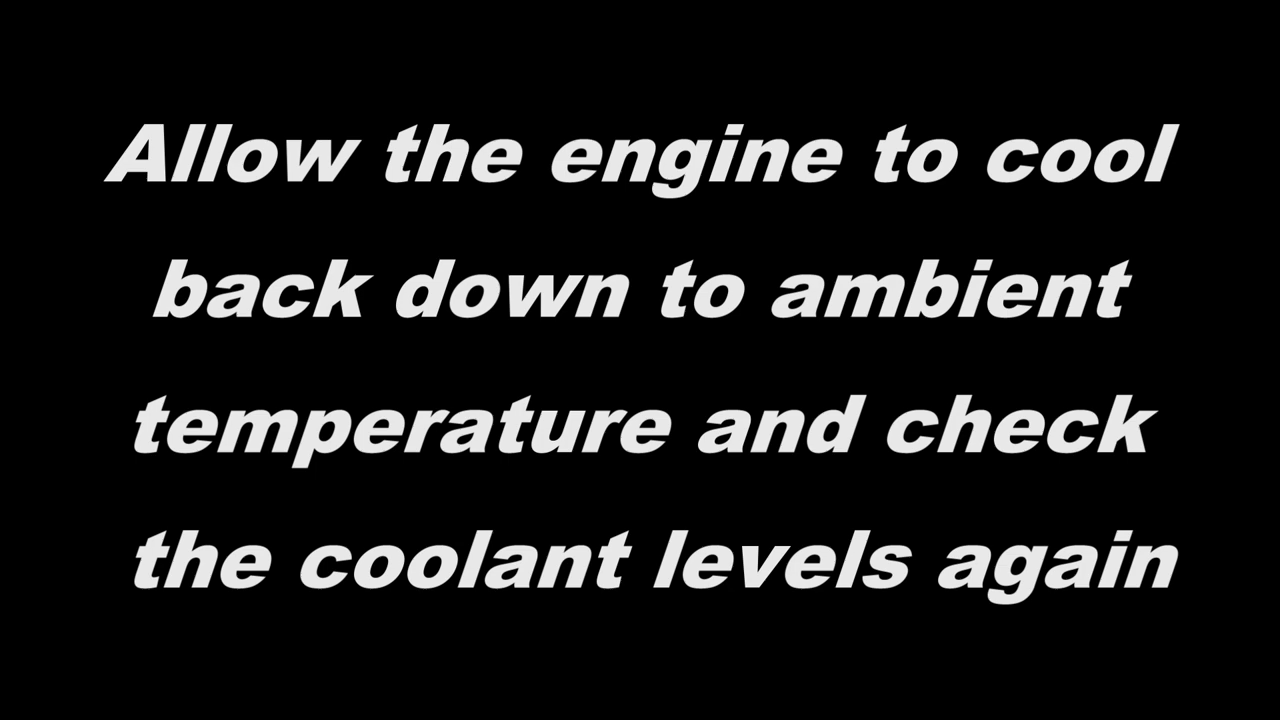 Allow the engine to cool
back down to ambient
temperature and check
the coolant levels again